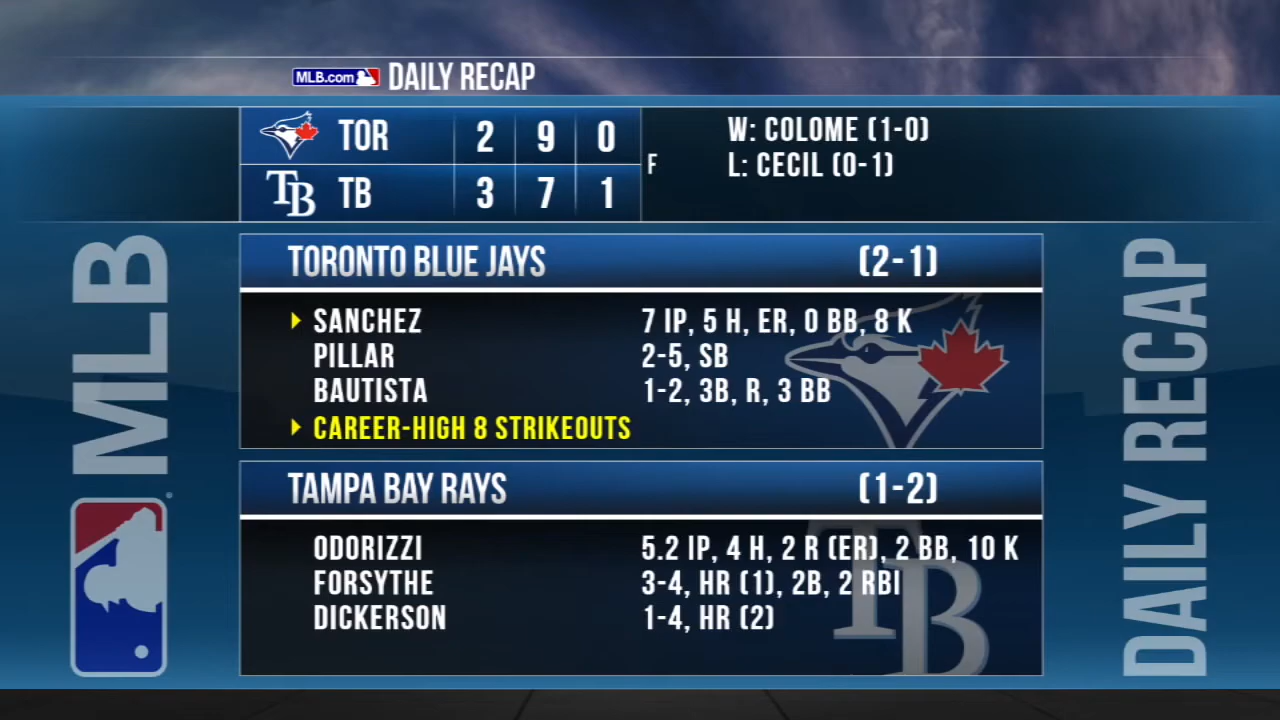 MLB.com DAILY RECAP
TOR 2 9 0
TB 3 7 1
F
W: COLOME (1-0)
L: CECIL (0-1)
TORONTO BLUE JAYS (2-1)
SANCHEZ 7 IP, 5 H, ER, 0 BB, 8 K
PILLAR 2-5, SB
BAUTISTA 1-2, 3B, R, 3 BB
CAREER-HIGH 8 STRIKEOUTS
TAMPA BAY RAYS (1-2)
ODORIZZI 5.2 IP, 4 H, 2 R (ER), 2 BB, 10 K
FORSYTHE 3-4, HR (1), 2B, 2 RBI
DICKERSON 1-4, HR (2)
MLB
DAILY RECAP
TB
TB